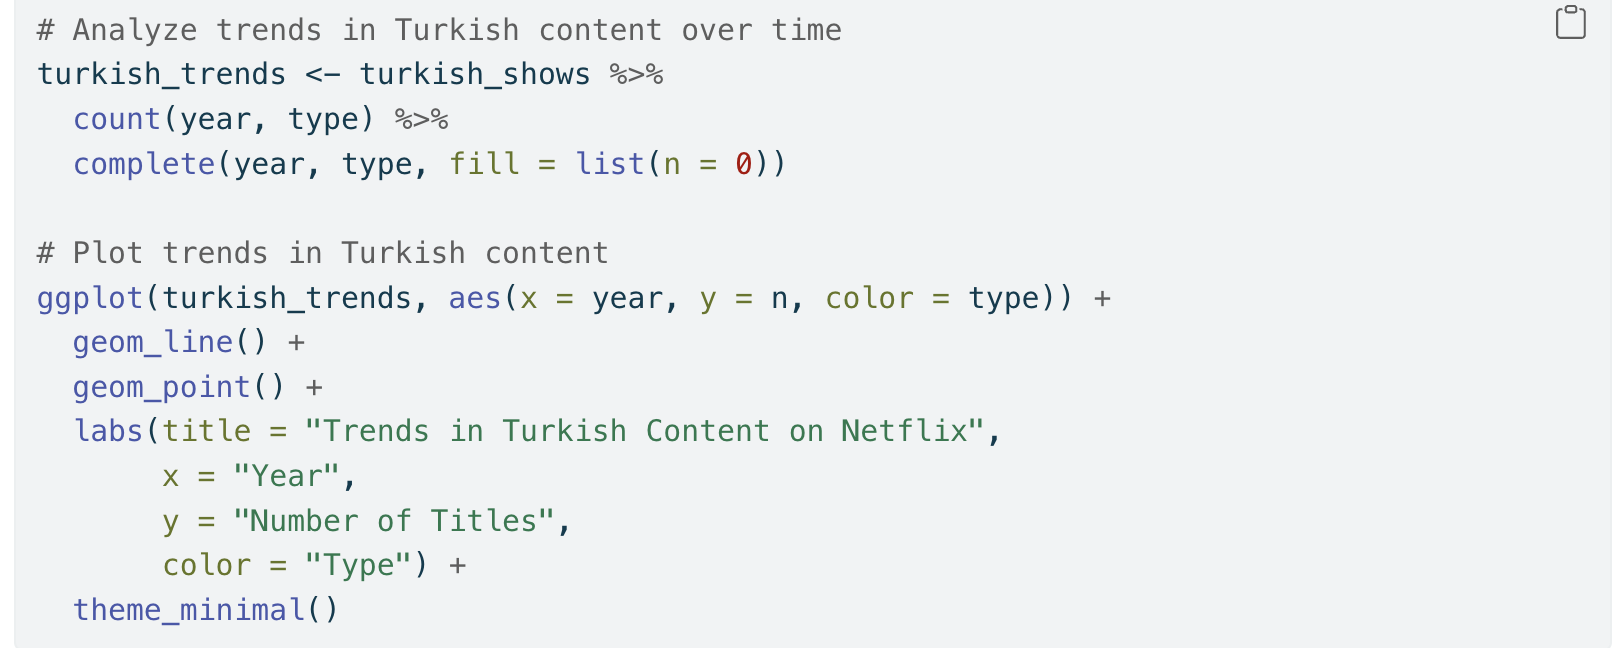 # Analyze trends in Turkish content over time
turkish_trends <- turkish_shows %>%
  count(year, type) %>%
  complete(year, type, fill = list(n = 0))

# Plot trends in Turkish content
ggplot(turkish_trends, aes(x = year, y = n, color = type)) +
  geom_line() +
  geom_point() +
  labs(title = "Trends in Turkish Content on Netflix",
       x = "Year",
       y = "Number of Titles",
       color = "Type") +
  theme_minimal()